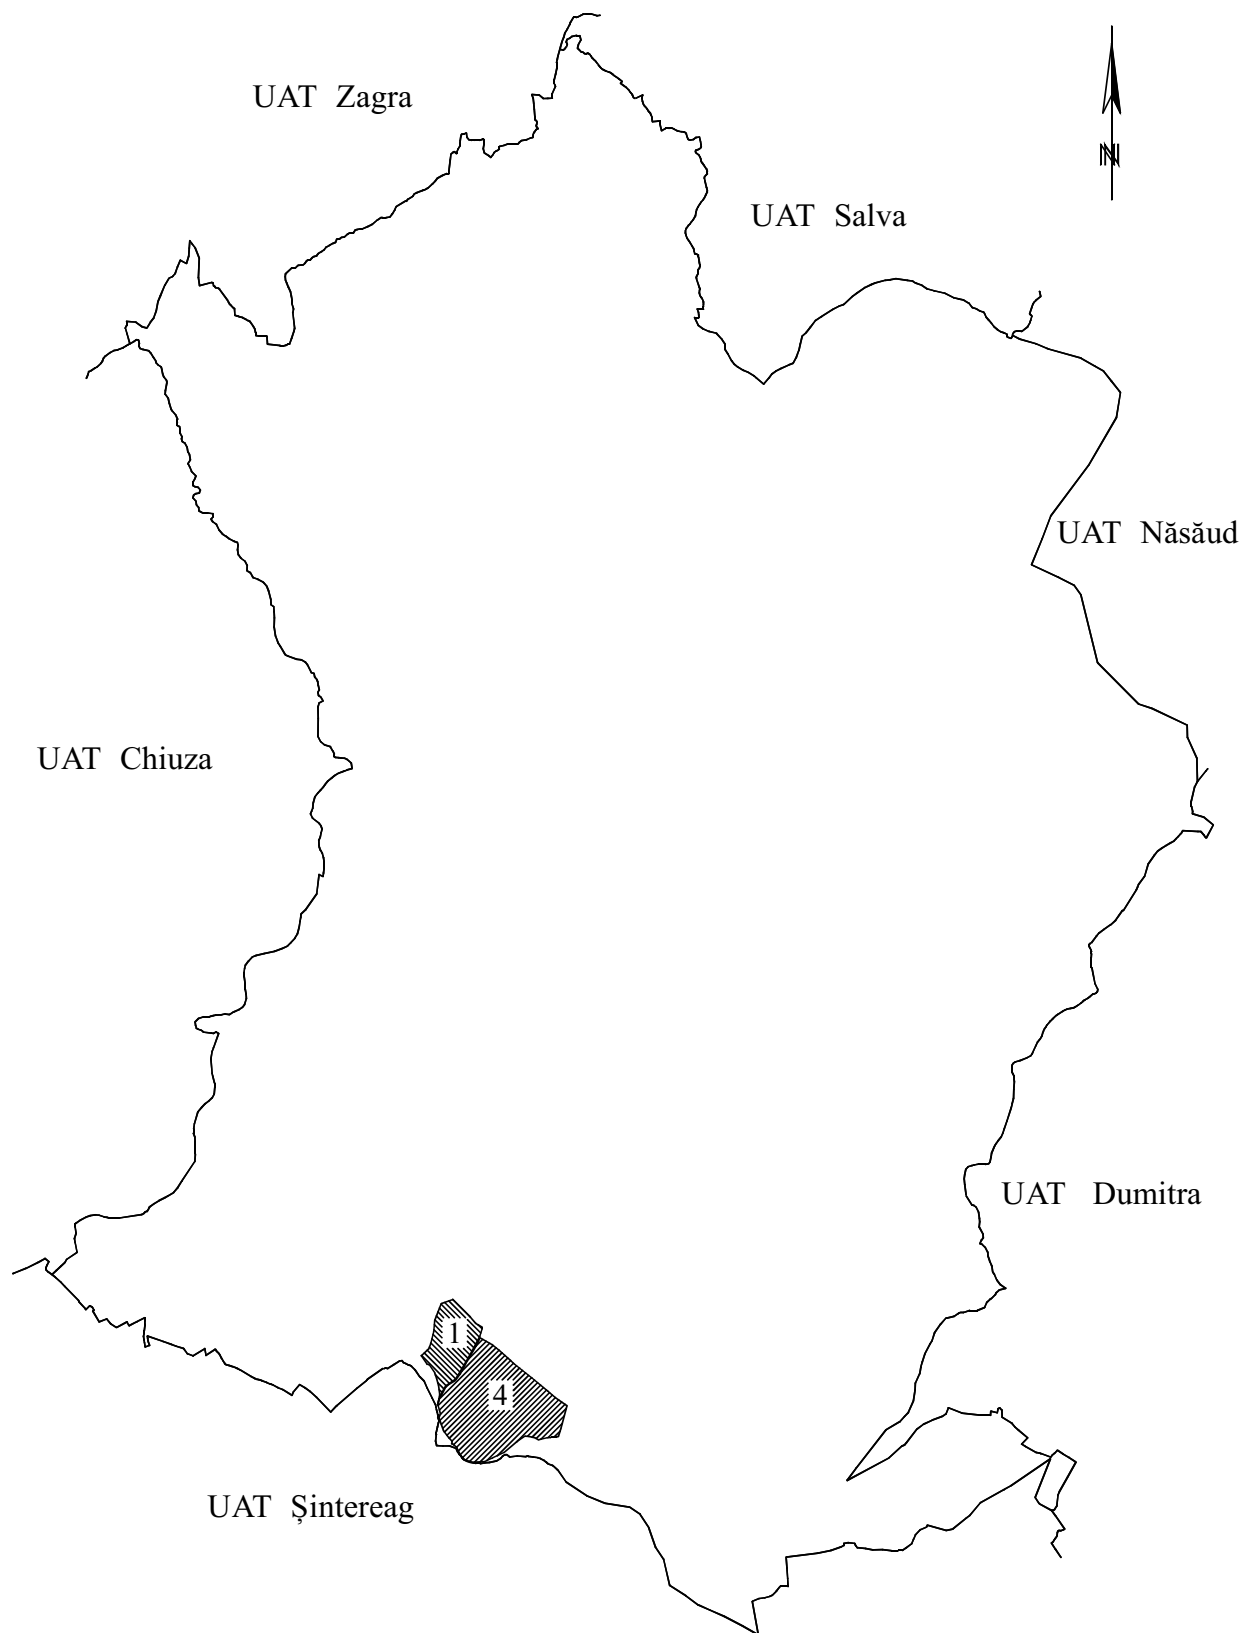 UAT Zagra
N
UAT Salva
UAT Năsăud
UAT Chiuza
UAT Dumitra
1
4
UAT Șintereag